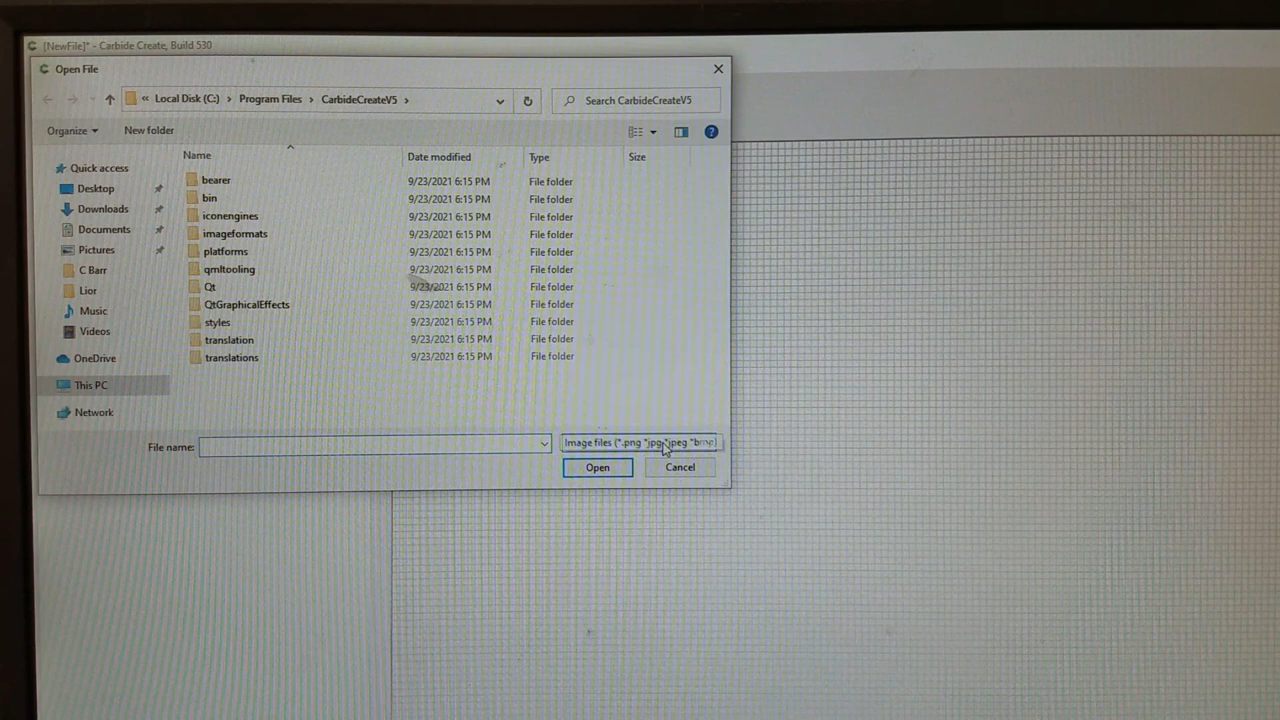 [NewFile]* - Carbide Create, Build 530
Open File
« Local Disk (C:) > Program Files > CarbideCreateV5 >
Search CarbideCreateV5
Organize
New folder
Name Date modified Type Size
Quick access
Desktop
Downloads
Documents
Pictures
C Barr
Lior
Music
Videos
OneDrive
This PC
Network
bearer 9/23/2021 6:15 PM File folder
bin 9/23/2021 6:15 PM File folder
iconengines 9/23/2021 6:15 PM File folder
imageformats 9/23/2021 6:15 PM File folder
platforms 9/23/2021 6:15 PM File folder
qmltooling 9/23/2021 6:15 PM File folder
Qt 9/23/2021 6:15 PM File folder
QtGraphicalEffects 9/23/2021 6:15 PM File folder
styles 9/23/2021 6:15 PM File folder
translation 9/23/2021 6:15 PM File folder
translations 9/23/2021 6:15 PM File folder
File name:
Image files (*.png *jpg *jpeg *bmp)
Open
Cancel